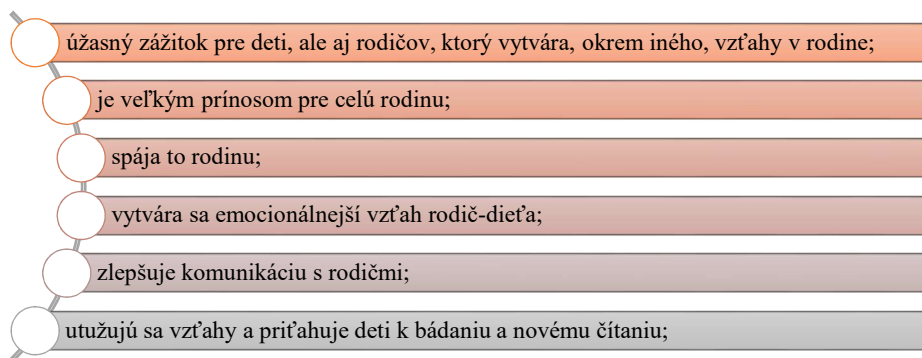 úžasný zážitok pre deti, ale aj rodičov, ktorý vytvára, okrem iného, vzťahy v rodine;
je veľkým prínosom pre celú rodinu;
spája to rodinu;
vytvára sa emocionálnejší vzťah rodič-dieťa;
zlepšuje komunikáciu s rodičmi;
utužujú sa vzťahy a priťahuje deti k bádaniu a novému čítaniu;